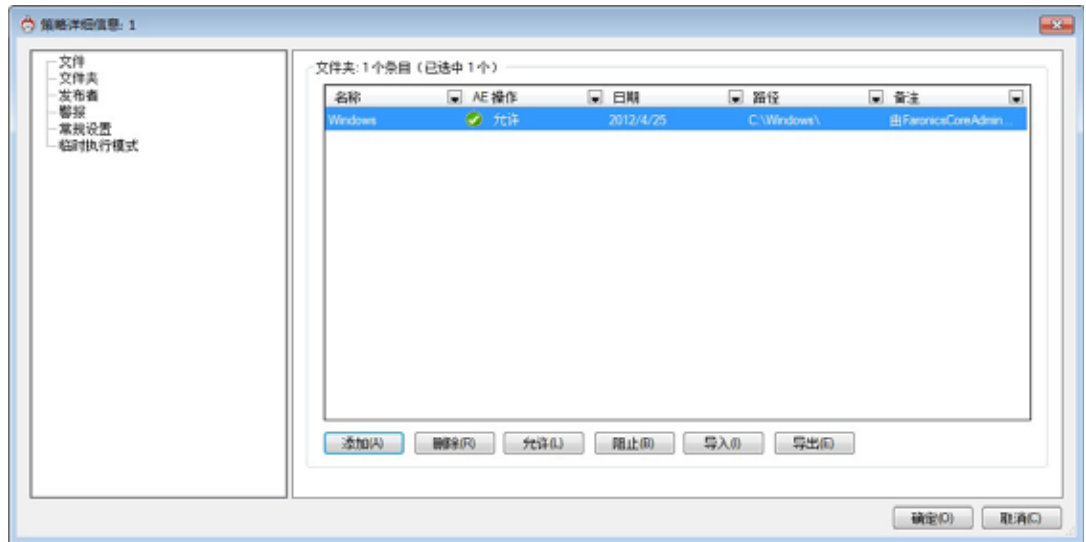 策略详细信息: 1
文件
文件夹
发布者
警报
常规设置
临时执行模式
文件夹: 1个条目（已选中 1个）
名称 AE 操作 日期 路径 备注
Windows 允许 2012/4/25 C:\Windows\ 由FaronicsCoreAdmin...
添加(A) 删除(R) 允许(L) 阻止(B) 导入(I) 导出(E)
确定(O) 取消(C)